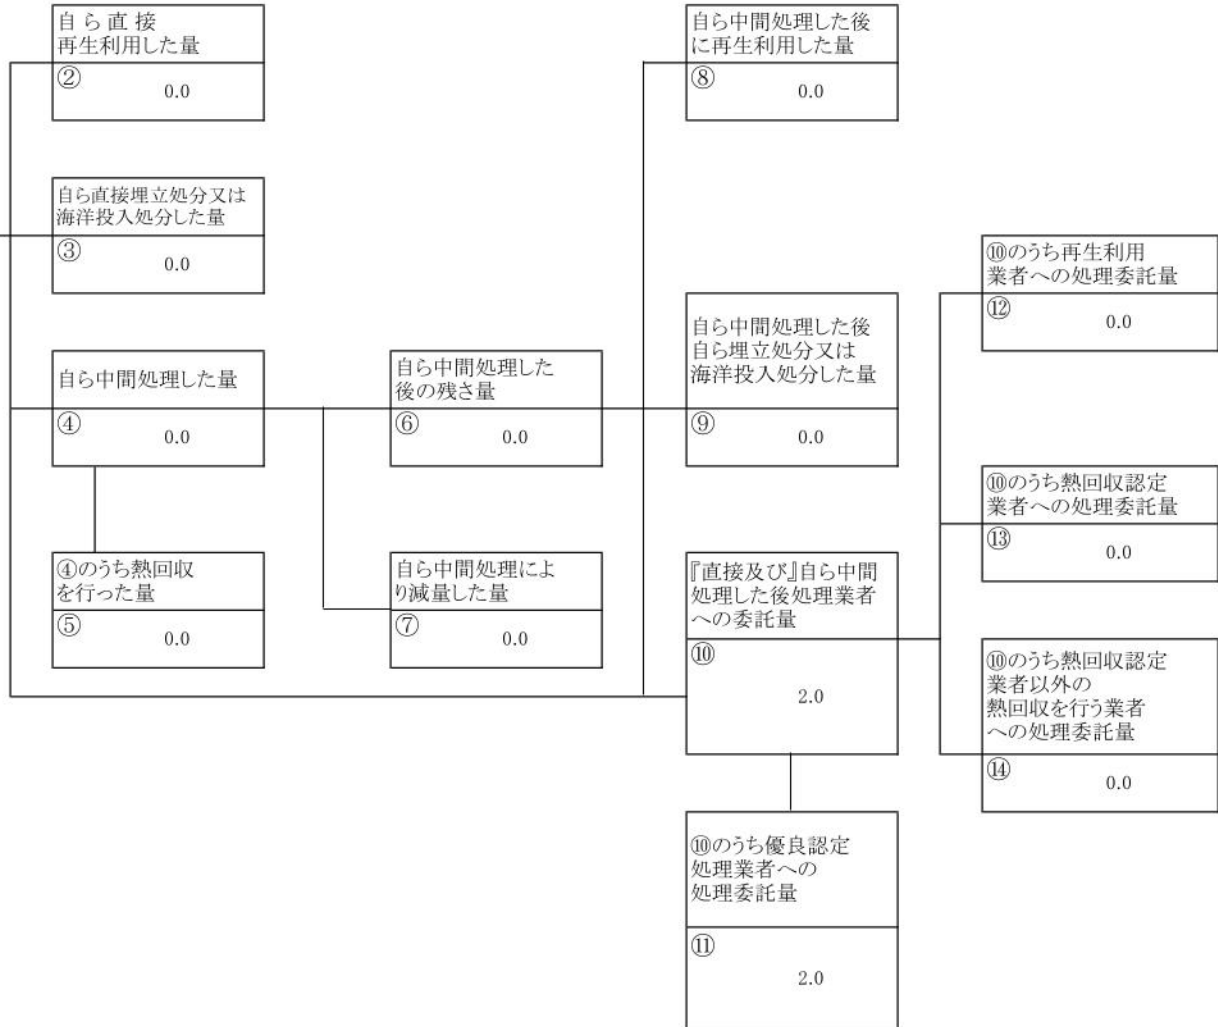 自 ら 直 接
再生利用した量
②
0.0
自ら直接埋立処分又は
海洋投入処分した量
③
0.0
自ら中間処理した量
④
0.0
④のうち熱回収
を行った量
⑤
0.0
自ら中間処理した
後の残さ量
⑥
0.0
自ら中間処理によ
り減量した量
⑦
0.0
自ら中間処理した後
に再生利用した量
⑧
0.0
自ら中間処理した後
自ら埋立処分又は
海洋投入処分した量
⑨
0.0
『直接及び』自ら中間
処理した後処理業者
への委託量
⑩
2.0
⑩のうち優良認定
処理業者への
処理委託量
⑪
2.0
⑩のうち再生利用
業者への処理委託量
⑫
0.0
⑩のうち熱回収認定
業者への処理委託量
⑬
0.0
⑩のうち熱回収認定
業者以外の
熱回収を行う業者
への処理委託量
⑭
0.0